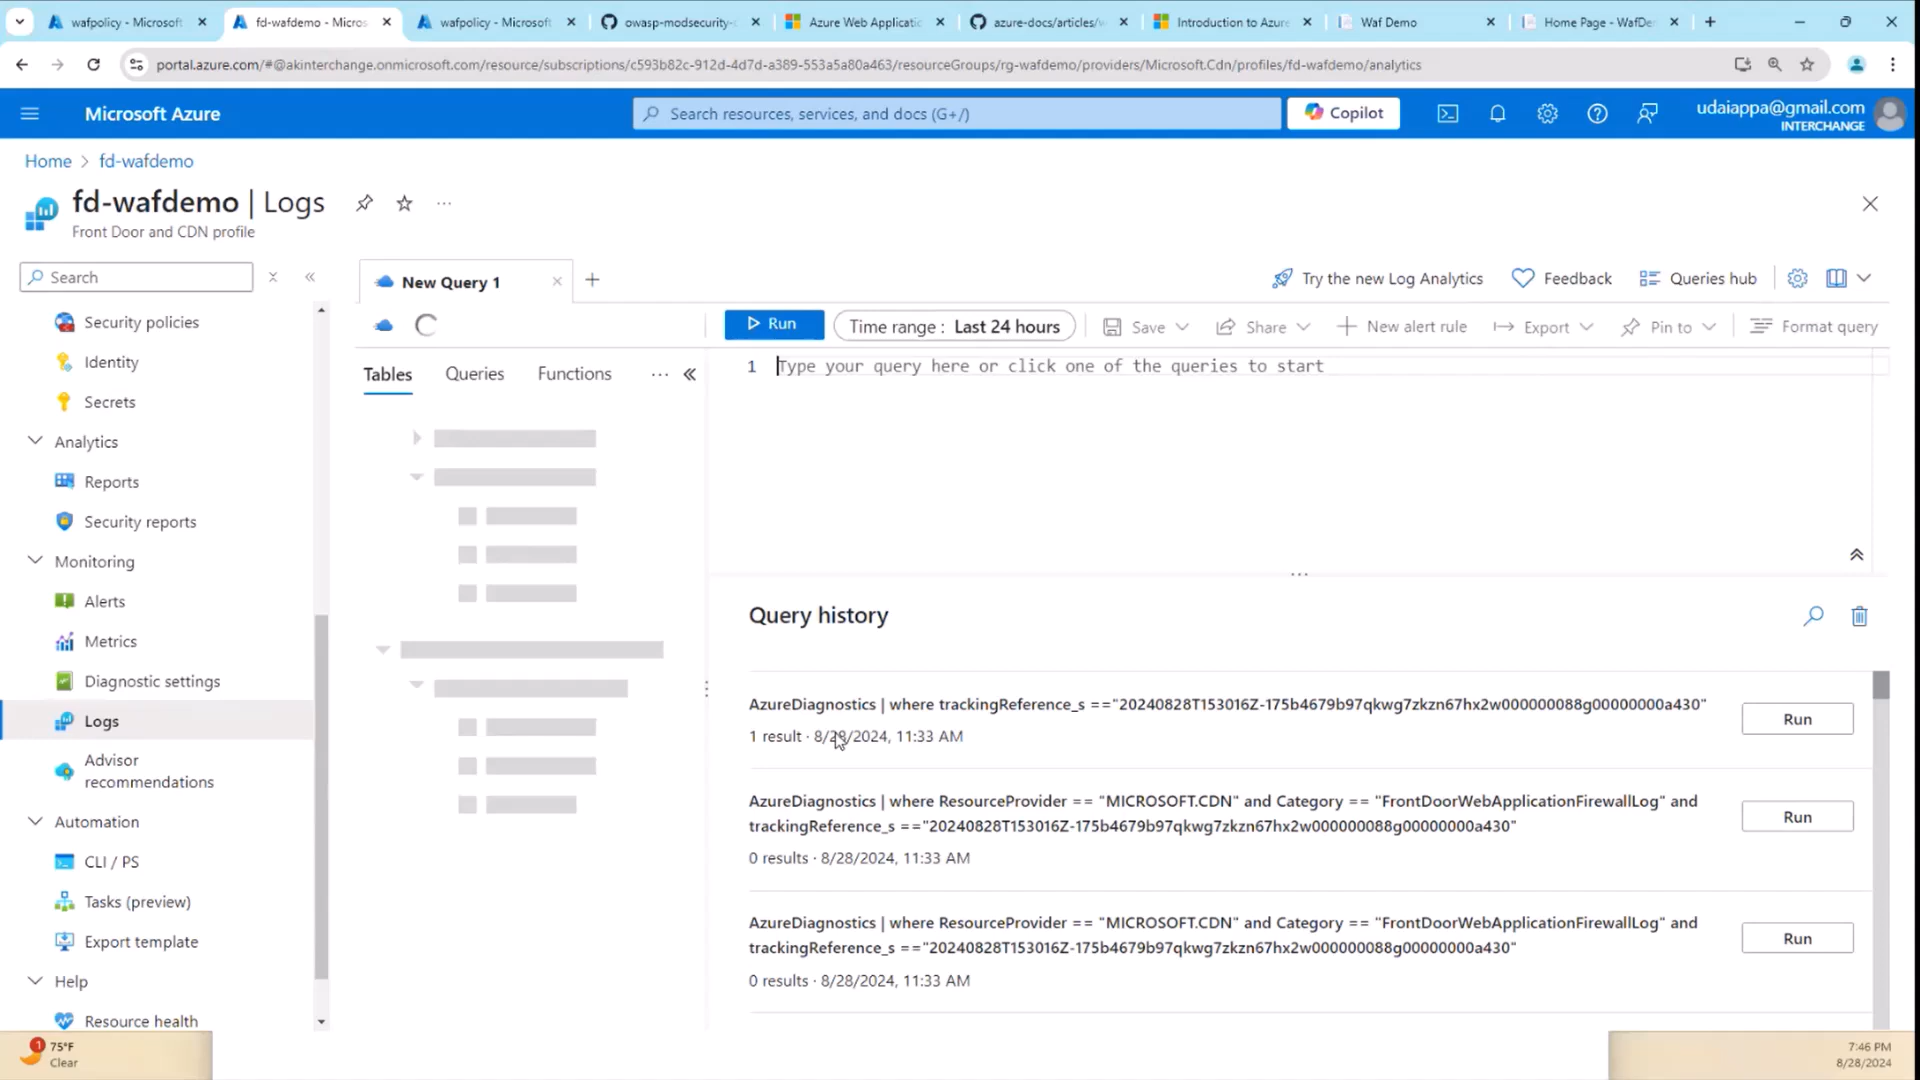 wafpolicy - Microsoft
fd-wafdemo - Micros
wafpolicy - Microsoft
owasp-modsecurity-
Azure Web Applicatic
azure-docs/articles/
Introduction to Azure
Waf Demo
Home Page - WafDe
portal.azure.com/#@akinterchange.onmicrosoft.com/resource/subscriptions/c593b82c-912d-4d7d-a389-553a5a80a463/resourceGroups/rg-wafdemo/providers/Microsoft.Cdn/profiles/fd-wafdemo/analytics
Microsoft Azure
Search resources, services, and docs (G+/)
Copilot
udaiappa@gmail.com
INTERCHANGE
Home > fd-wafdemo
fd-wafdemo | Logs
Front Door and CDN profile
Search
Security policies
Identity
Secrets
Analytics
Reports
Security reports
Monitoring
Alerts
Metrics
Diagnostic settings
Logs
Advisor
recommendations
Automation
CLI / PS
Tasks (preview)
Export template
Help
Resource health
New Query 1
Try the new Log Analytics
Feedback
Queries hub
Run
Time range : Last 24 hours
Save
Share
New alert rule
Export
Pin to
Format query
Tables
Queries
Functions
1
Type your query here or click one of the queries to start
Query history
AzureDiagnostics | where trackingReference_s =="20240828T153016Z-175b4679b97qkwg7zkzn67hx2w000000088g00000000a430"
1 result · 8/28/2024, 11:33 AM
Run
AzureDiagnostics | where ResourceProvider == "MICROSOFT.CDN" and Category == "FrontDoorWebApplicationFirewallLog" and
trackingReference_s =="20240828T153016Z-175b4679b97qkwg7zkzn67hx2w000000088g00000000a430"
0 results · 8/28/2024, 11:33 AM
Run
AzureDiagnostics | where ResourceProvider == "MICROSOFT.CDN" and Category == "FrontDoorWebApplicationFirewallLog" and
trackingReference_s =="20240828T153016Z-175b4679b97qkwg7zkzn67hx2w000000088g00000000a430"
0 results · 8/28/2024, 11:33 AM
Run
1
75°F
Clear
7:46 PM
8/28/2024